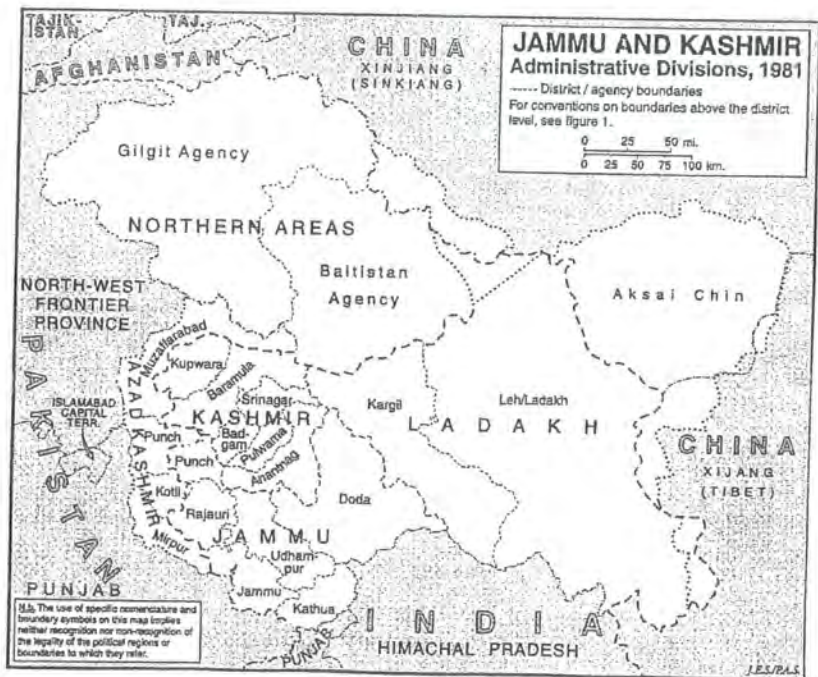 TAJIK-
STAN
TAJ.
AFGHANISTAN
CHINA
XINJIANG
(SINKIANG)
JAMMU AND KASHMIR
Administrative Divisions, 1981
District / agency boundaries
For conventions on boundaries above the district
level, see figure 1.
0 25 50 mi.
0 25 50 75 100 km.
Gilgit Agency
NORTHERN AREAS
Baltistan
Agency
Aksai Chin
NORTH-WEST
FRONTIER
PROVINCE
PAKISTAN
ISLAMABAD
CAPITAL
TERR.
AZAD KASHMIR
Muzaffarabad
Kupwara
Baramula
Srinagar
KASHMIR
Bad-
gam
Pulwama
Anantnag
Kargil
Leh/Ladakh
LADAKH
CHINA
XIJANG
(TIBET)
Punch
Punch
Kotli
Rajauri
Mirpur
Doda
JAMMU
Udham-
pur
Jammu
Kathua
PUNJAB
PUNJAB
INDIA
HIMACHAL PRADESH
N.b. The use of specific nomenclature and
boundary symbols on this map implies
neither recognition nor non-recognition of
the legality of the political regions or
boundaries to which they refer.
J.E.S/P.A.S.